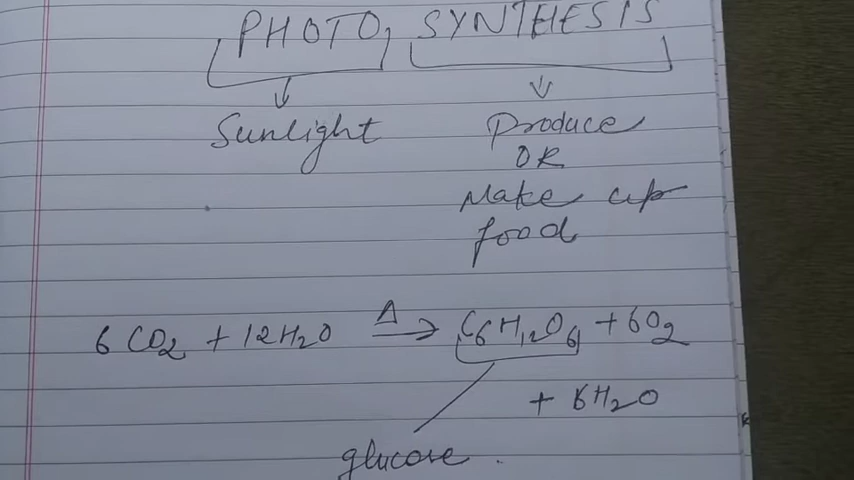 PHOTO SYNTHESIS
Sunlight
Produce
OR
Make up
food
6CO2 + 12H2O Δ→ C6H12O6 + 6O2
+ 6H2O
glucose.